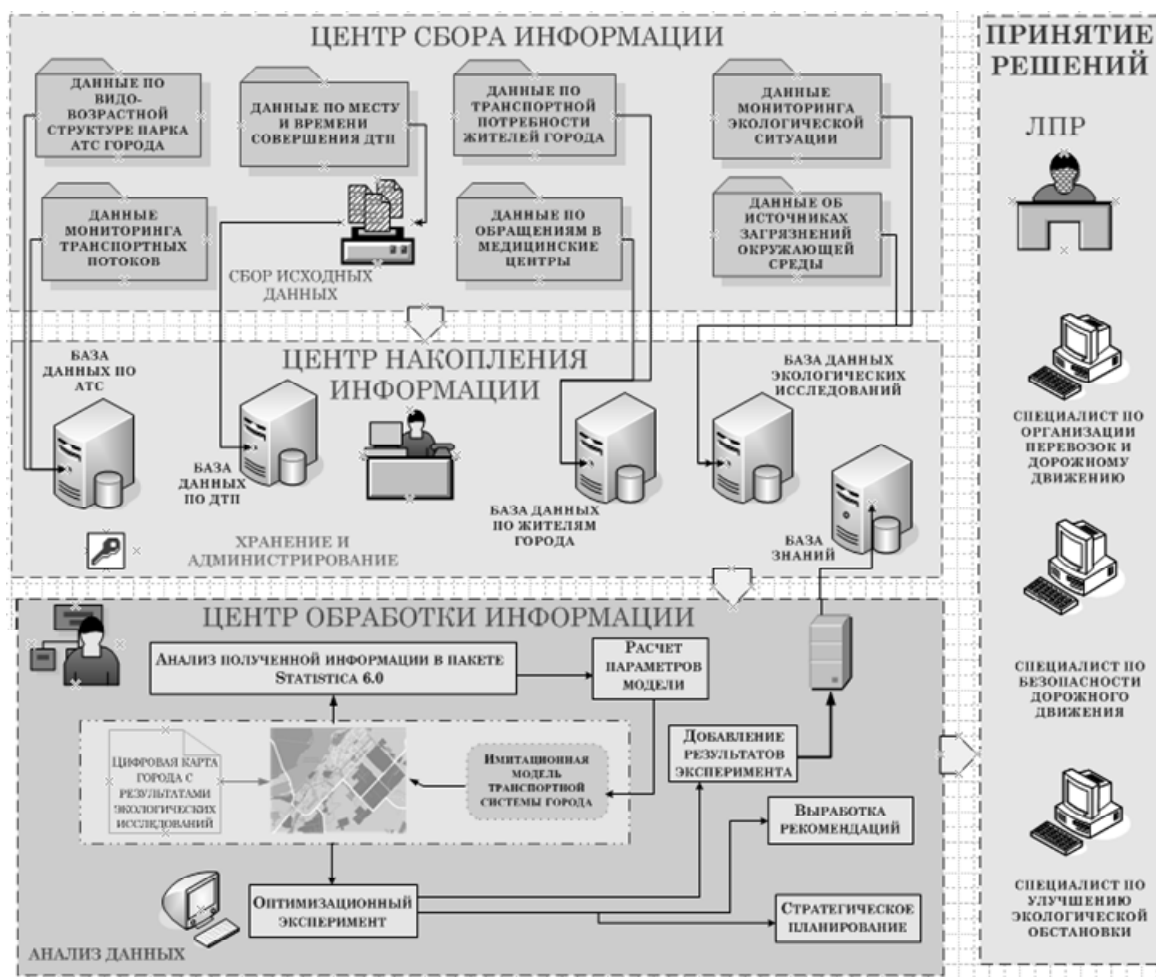 ЦЕНТР СБОРА ИНФОРМАЦИИ
ДАННЫЕ ПО
ВИДО-
ВОЗРАСТНОЙ
СТРУКТУРЕ ПАРКА
АТС ГОРОДА
ДАННЫЕ ПО МЕСТУ
И ВРЕМЕНИ
СОВЕРШЕНИЯ ДТП
ДАННЫЕ ПО
ТРАНСПОРТНОЙ
ПОТРЕБНОСТИ
ЖИТЕЛЕЙ ГОРОДА
ДАННЫЕ
МОНИТОРИНГА
ЭКОЛОГИЧЕСКОЙ
СИТУАЦИИ
ДАННЫЕ
МОНИТОРИНГА
ТРАНСПОРТНЫХ
ПОТОКОВ
СБОР ИСХОДНЫХ
ДАННЫХ
ДАННЫЕ ПО
ОБРАЩЕНИЯМ В
МЕДИЦИНСКИЕ
ЦЕНТРЫ
ДАННЫЕ ОБ
ИСТОЧНИКАХ
ЗАГРЯЗНЕНИЙ
ОКРУЖАЮЩЕЙ
СРЕДЫ
ЦЕНТР НАКОПЛЕНИЯ
ИНФОРМАЦИИ
БАЗА
ДАННЫХ ПО
АТС
БАЗА
ДАННЫХ
ПО ДТП
БАЗА ДАННЫХ
ПО ЖИТЕЛЯМ
ГОРОДА
БАЗА ДАННЫХ
ЭКОЛОГИЧЕСКИХ
ИССЛЕДОВАНИЙ
БАЗА
ЗНАНИЙ
ХРАНЕНИЕ И
АДМИНИСТРИРОВАНИЕ
ЦЕНТР ОБРАБОТКИ ИНФОРМАЦИИ
АНАЛИЗ ПОЛУЧЕННОЙ ИНФОРМАЦИИ В ПАКЕТЕ
STATISTICA 6.0
РАСЧЕТ
ПАРАМЕТРОВ
МОДЕЛИ
ЦИФРОВАЯ КАРТА
ГОРОДА С
РЕЗУЛЬТАТАМИ
ЭКОЛОГИЧЕСКИХ
ИССЛЕДОВАНИЙ
ИМИТАЦИОННАЯ
МОДЕЛЬ
ТРАНСПОРТНОЙ
СИСТЕМЫ ГОРОДА
ДОБАВЛЕНИЕ
РЕЗУЛЬТАТОВ
ЭКСПЕРИМЕНТА
ВЫРАБОТКА
РЕКОМЕНДАЦИЙ
ОПТИМИЗАЦИОННЫЙ
ЭКСПЕРИМЕНТ
СТРАТЕГИЧЕСКОЕ
ПЛАНИРОВАНИЕ
АНАЛИЗ ДАННЫХ
ПРИНЯТИЕ
РЕШЕНИЙ
ЛПР
СПЕЦИАЛИСТ ПО
ОРГАНИЗАЦИИ
ПЕРЕВОЗОК И
ДОРОЖНОМУ
ДВИЖЕНИЮ
СПЕЦИАЛИСТ ПО
БЕЗОПАСНОСТИ
ДОРОЖНОГО
ДВИЖЕНИЯ
СПЕЦИАЛИСТ ПО
УЛУЧШЕНИЮ
ЭКОЛОГИЧЕСКОЙ
ОБСТАНОВКИ